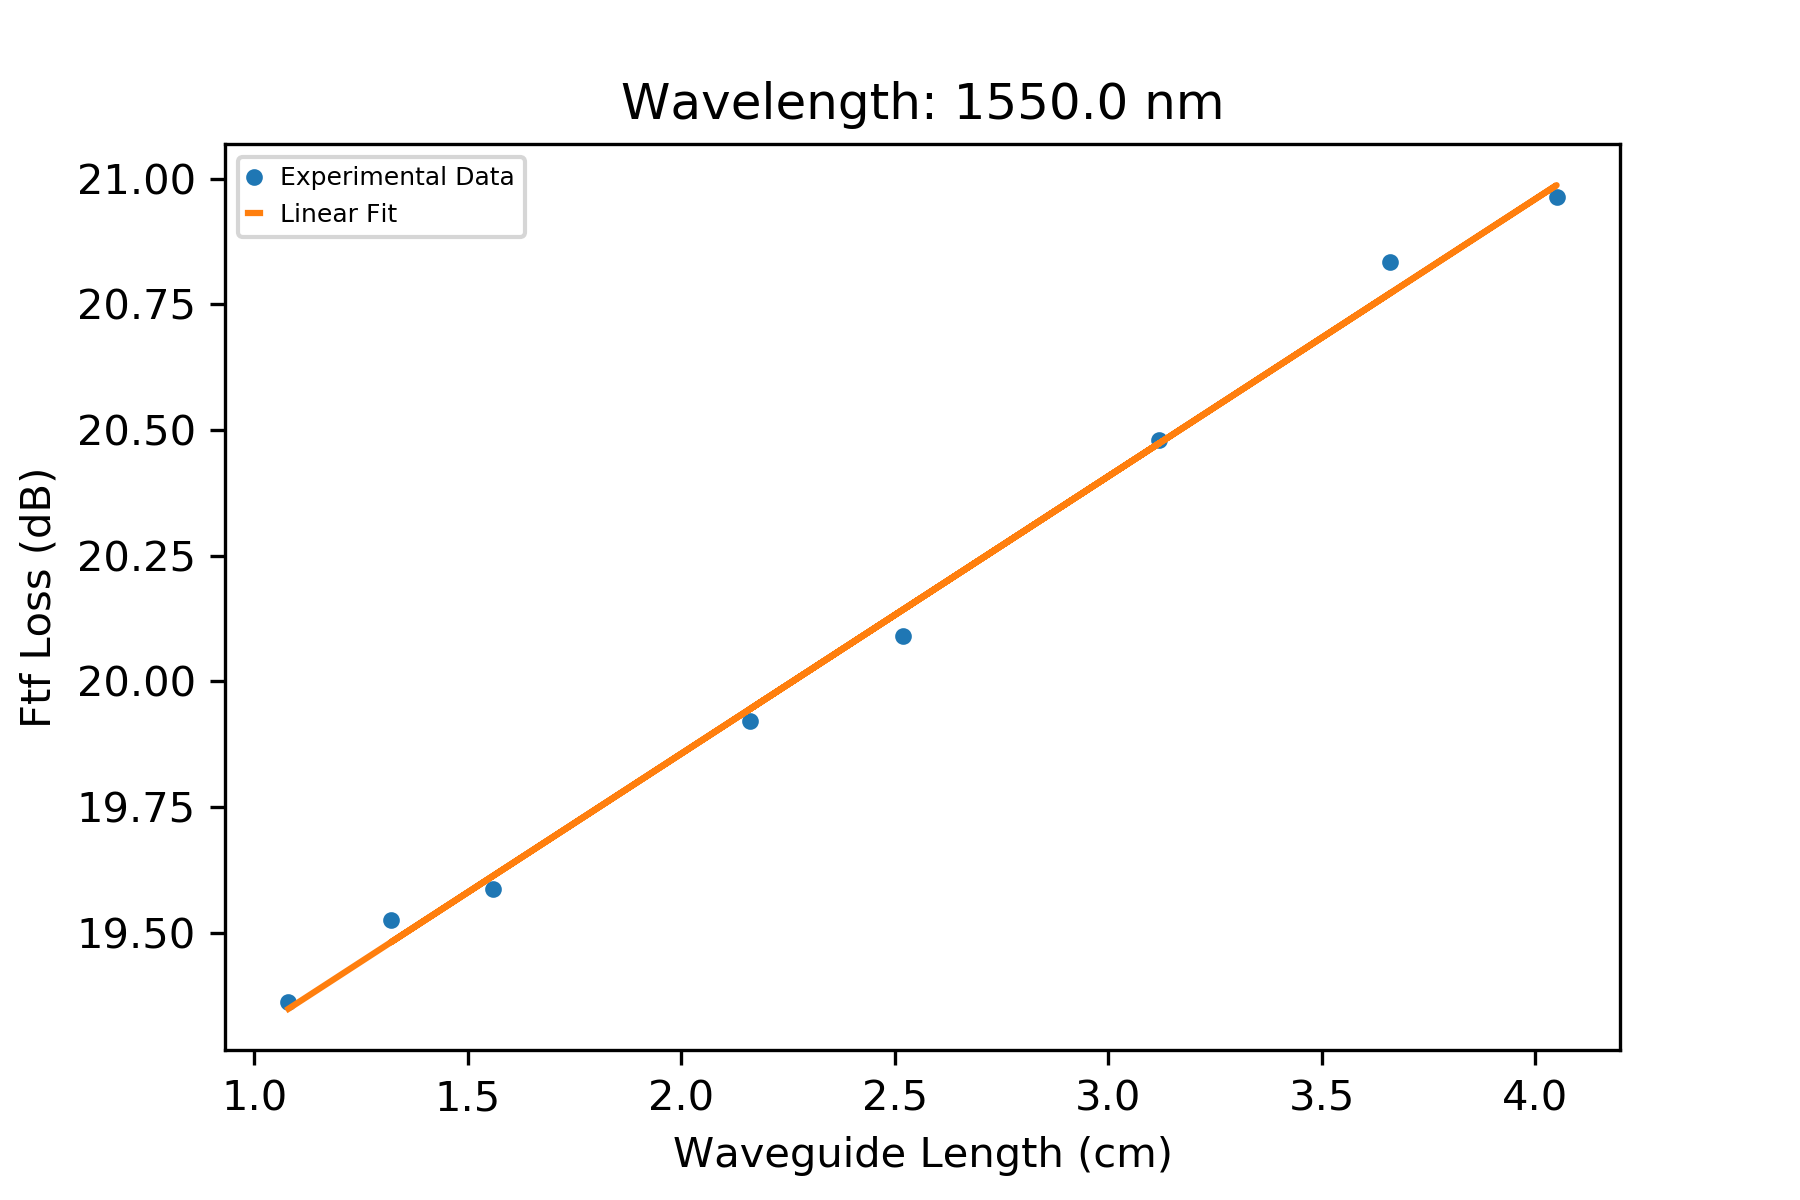 Wavelength: 1550.0 nm
Experimental Data
Linear Fit
21.00
20.75
20.50
20.25
20.00
19.75
19.50
Ftf Loss (dB)
1.0 1.5 2.0 2.5 3.0 3.5 4.0
Waveguide Length (cm)